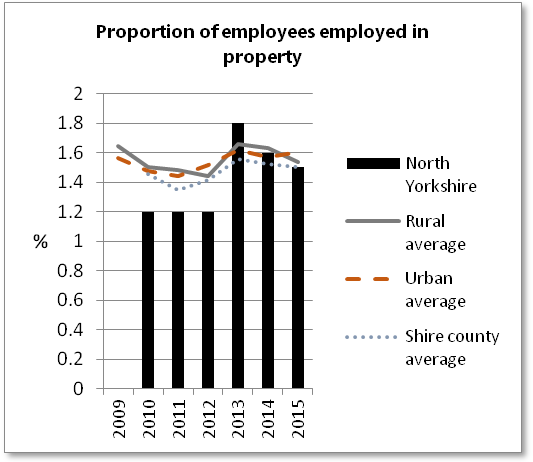 Proportion of employees employed in
property
2
1.8
1.6
1.4
1.2
1
0.8
0.6
0.4
0.2
0
%
2009
2010
2011
2012
2013
2014
2015
North
Yorkshire
Rural
average
Urban
average
Shire county
average